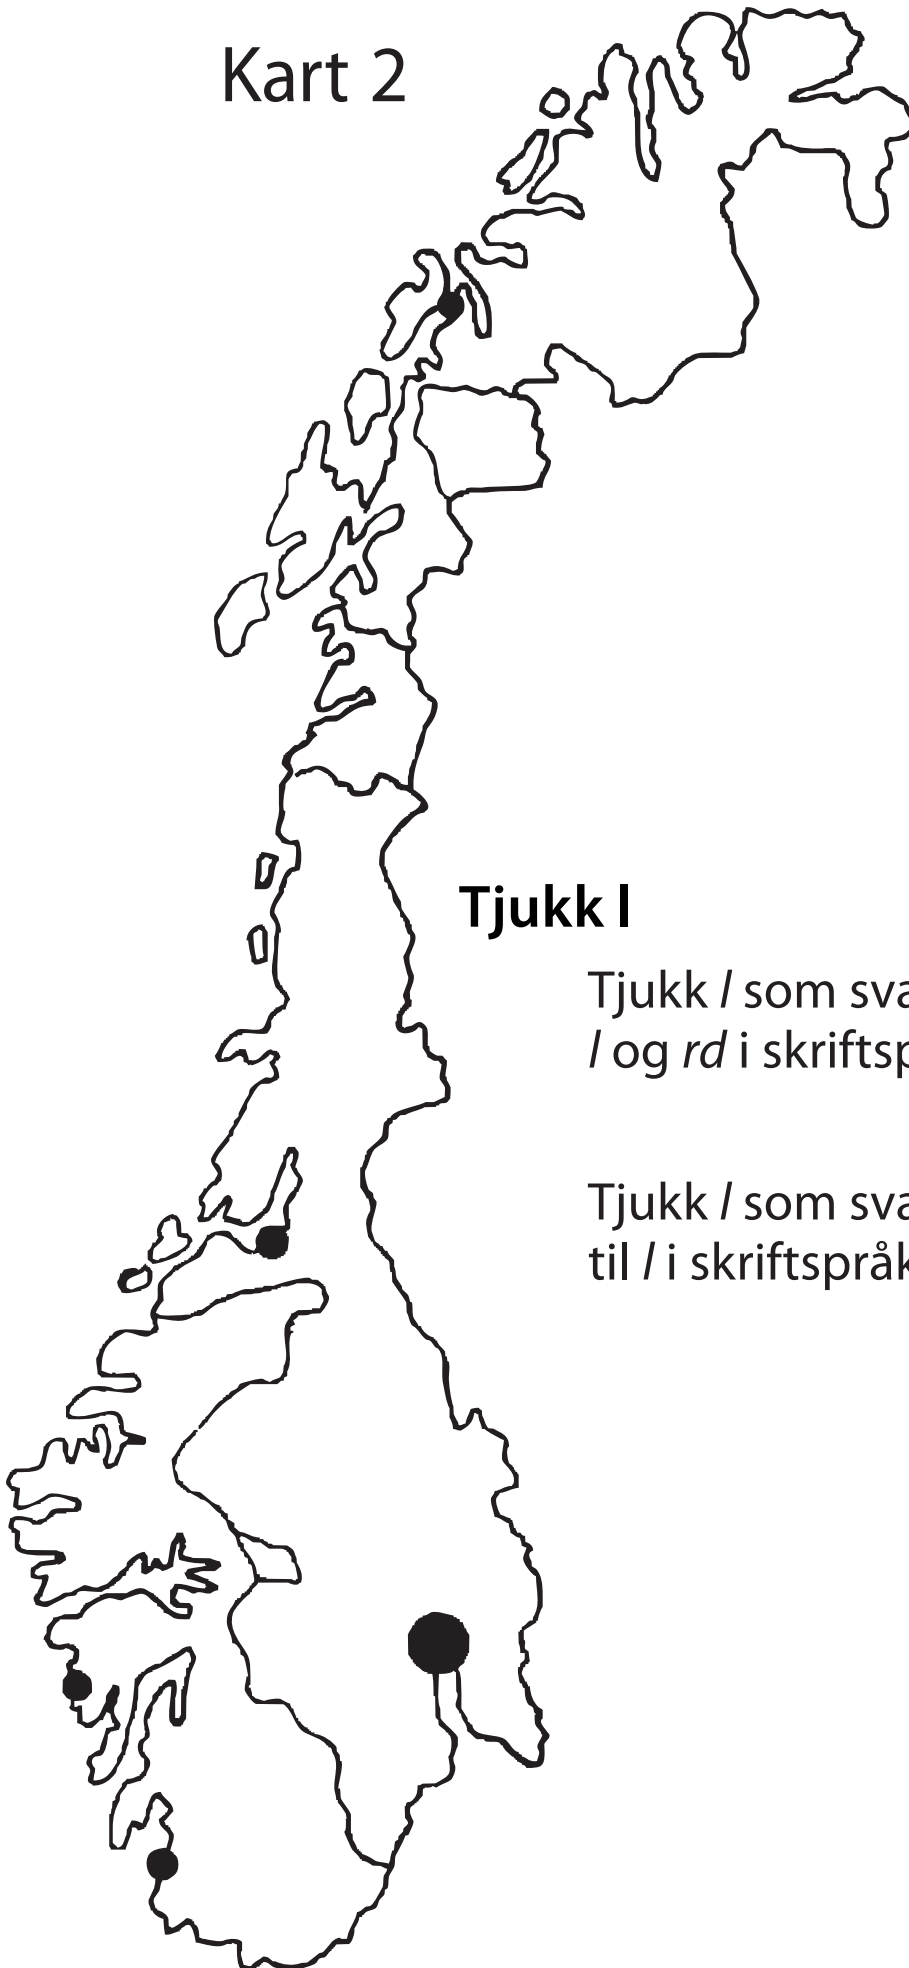 Kart 2
Tjukk l
Tjukk l som sva
l og rd i skriftsp
Tjukk l som sva
til l i skriftspråk